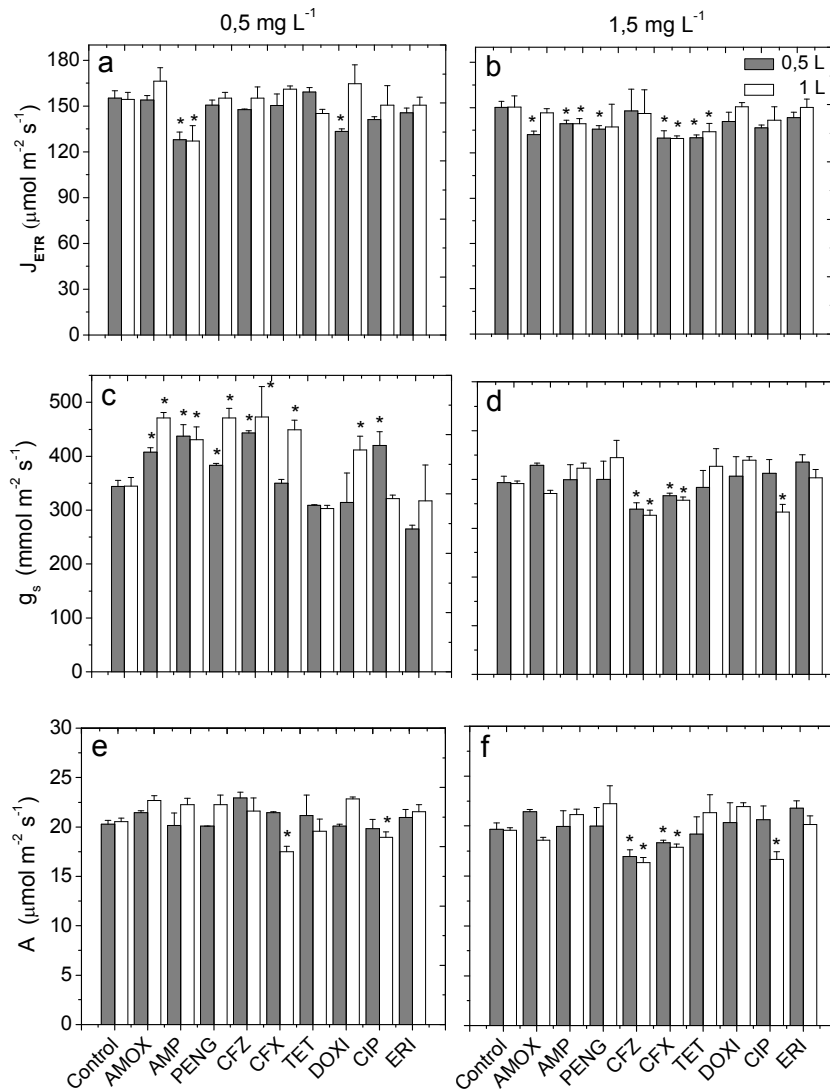 0,5 mg L⁻¹ 1,5 mg L⁻¹
a
180
150
120
90
60
30
0
J_ETR (μmol m⁻² s⁻¹)
* * *
b
0,5 L
1 L
* * * * * * * *
c
500
400
300
200
100
0
g_s (mmol m⁻² s⁻¹)
* * * * * * * * * * *
d
* * * * *
e
30
25
20
15
10
5
0
A (μmol m⁻² s⁻¹)
* *
f
* * * * *
Control AMOX AMP PENG CFZ CFX TET DOXI CIP ERI
Control AMOX AMP PENG CFZ CFX TET DOXI CIP ERI